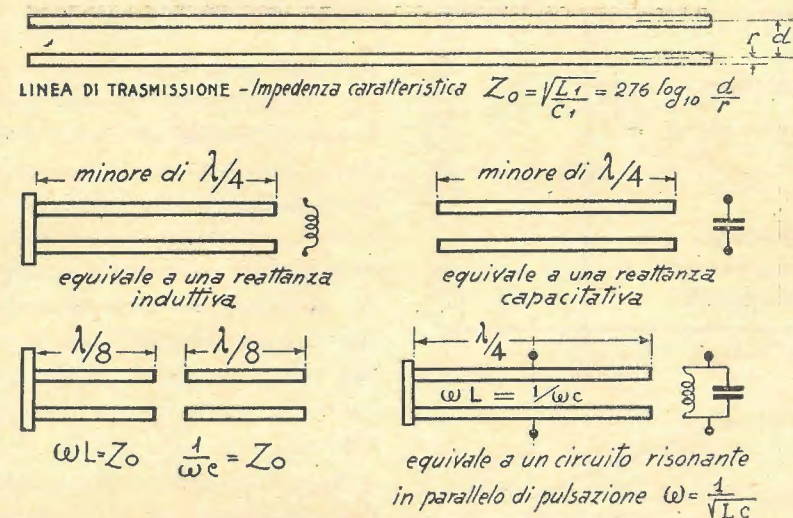 r d
LINEA DI TRASMISSIONE - Impedenza caratteristica Z₀ = √(L₁/C₁) = 276 log₁₀ d/r
minore di λ/4
minore di λ/4
equivale a una reattanza
induttiva
equivale a una reattanza
capacitativa
λ/8 λ/8
λ/4
ωL = 1/ωc
ωL=Z₀ 1/ωc = Z₀
equivale a un circuito risonante
in parallelo di pulsazione ω = 1/√LC